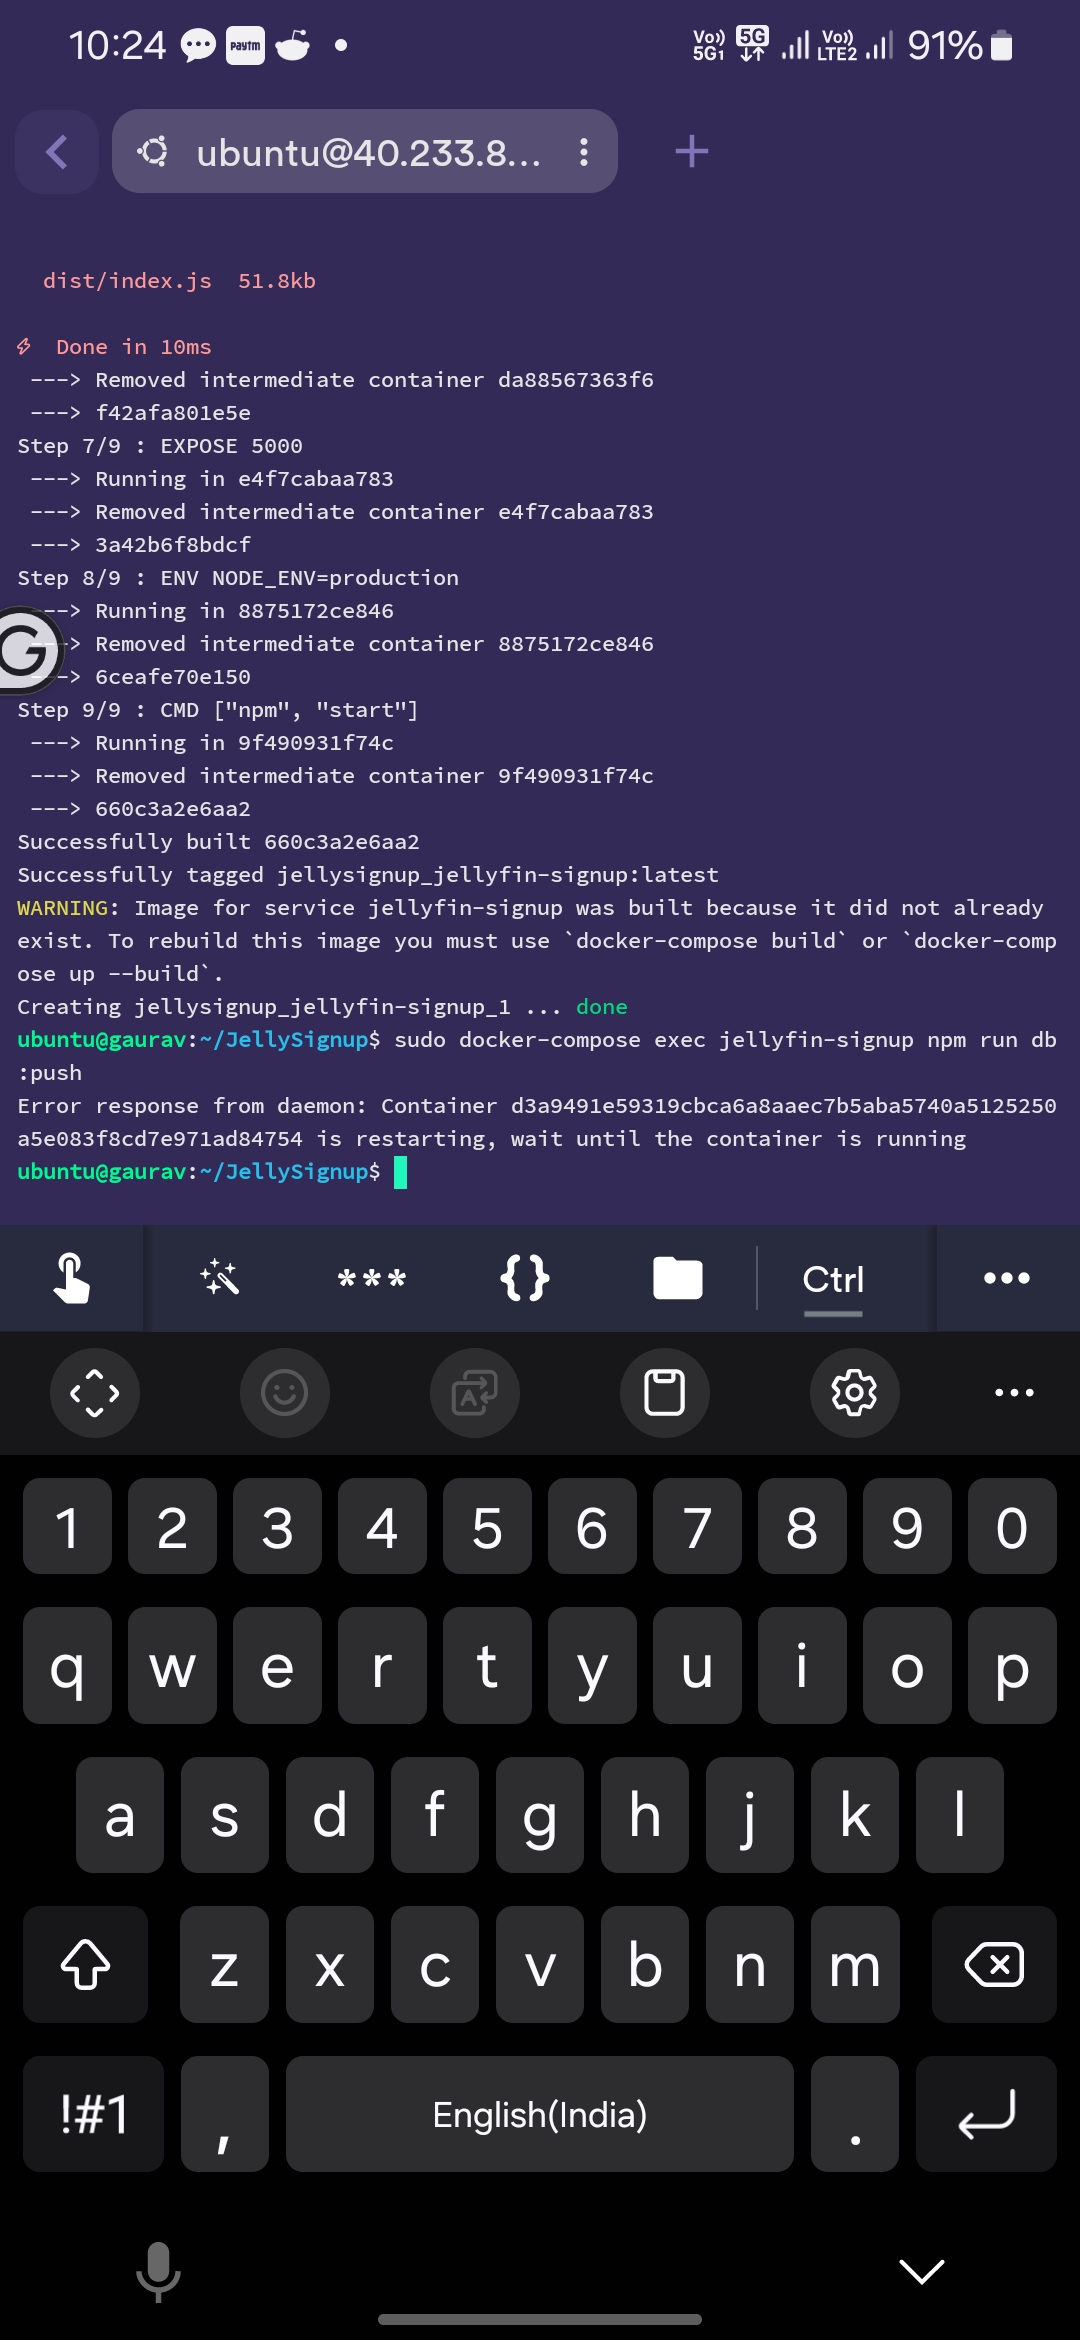 10:24
paytm
Vo)) 5G1
5G
Vo)) LTE2
91%
ubuntu@40.233.8...
dist/index.js 51.8kb
Done in 10ms
---> Removed intermediate container da88567363f6
---> f42afa801e5e
Step 7/9 : EXPOSE 5000
---> Running in e4f7cabaa783
---> Removed intermediate container e4f7cabaa783
---> 3a42b6f8bdcf
Step 8/9 : ENV NODE_ENV=production
---> Running in 8875172ce846
---> Removed intermediate container 8875172ce846
---> 6ceafe70e150
Step 9/9 : CMD ["npm", "start"]
---> Running in 9f490931f74c
---> Removed intermediate container 9f490931f74c
---> 660c3a2e6aa2
Successfully built 660c3a2e6aa2
Successfully tagged jellysignup_jellyfin-signup:latest
WARNING: Image for service jellyfin-signup was built because it did not already
exist. To rebuild this image you must use `docker-compose build` or `docker-comp
ose up --build`.
Creating jellysignup_jellyfin-signup_1 ... done
ubuntu@gaurav:~/JellySignup$ sudo docker-compose exec jellyfin-signup npm run db
:push
Error response from daemon: Container d3a9491e59319cbca6a8aaec7b5aba5740a5125250
a5e083f8cd7e971ad84754 is restarting, wait until the container is running
ubuntu@gaurav:~/JellySignup$
*** {} Ctrl
1 2 3 4 5 6 7 8 9 0
q w e r t y u i o p
a s d f g h j k l
z x c v b n m
!#1 , English(India) .